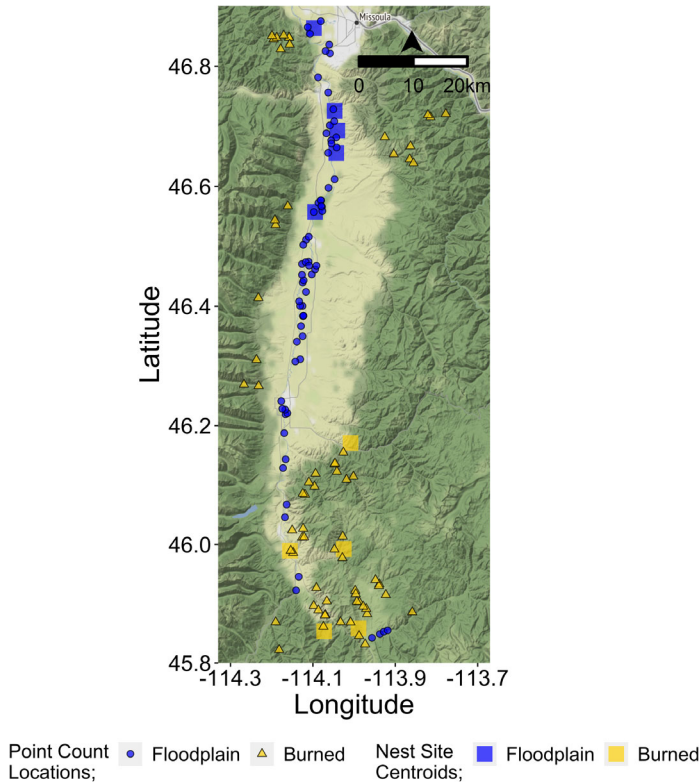 Missoula
0 10 20km
46.8
46.6
46.4
46.2
46.0
45.8
Latitude
-114.3 -114.1 -113.9 -113.7
Longitude
Point Count Locations; Floodplain Burned
Nest Site Centroids; Floodplain Burned